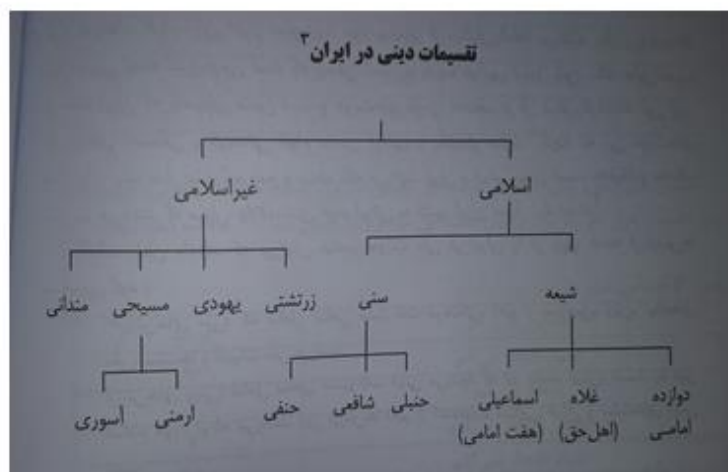 تقسیمات دینی در ایران۳
اسلامی غیراسلامی
شیعه سنی زرتشتی یهودی مسیحی مندائی
دوازده امامی غلاه (اهل حق) اسماعیلی (هفت امامی) حنبلی شافعی حنفی ارمنی آسوری